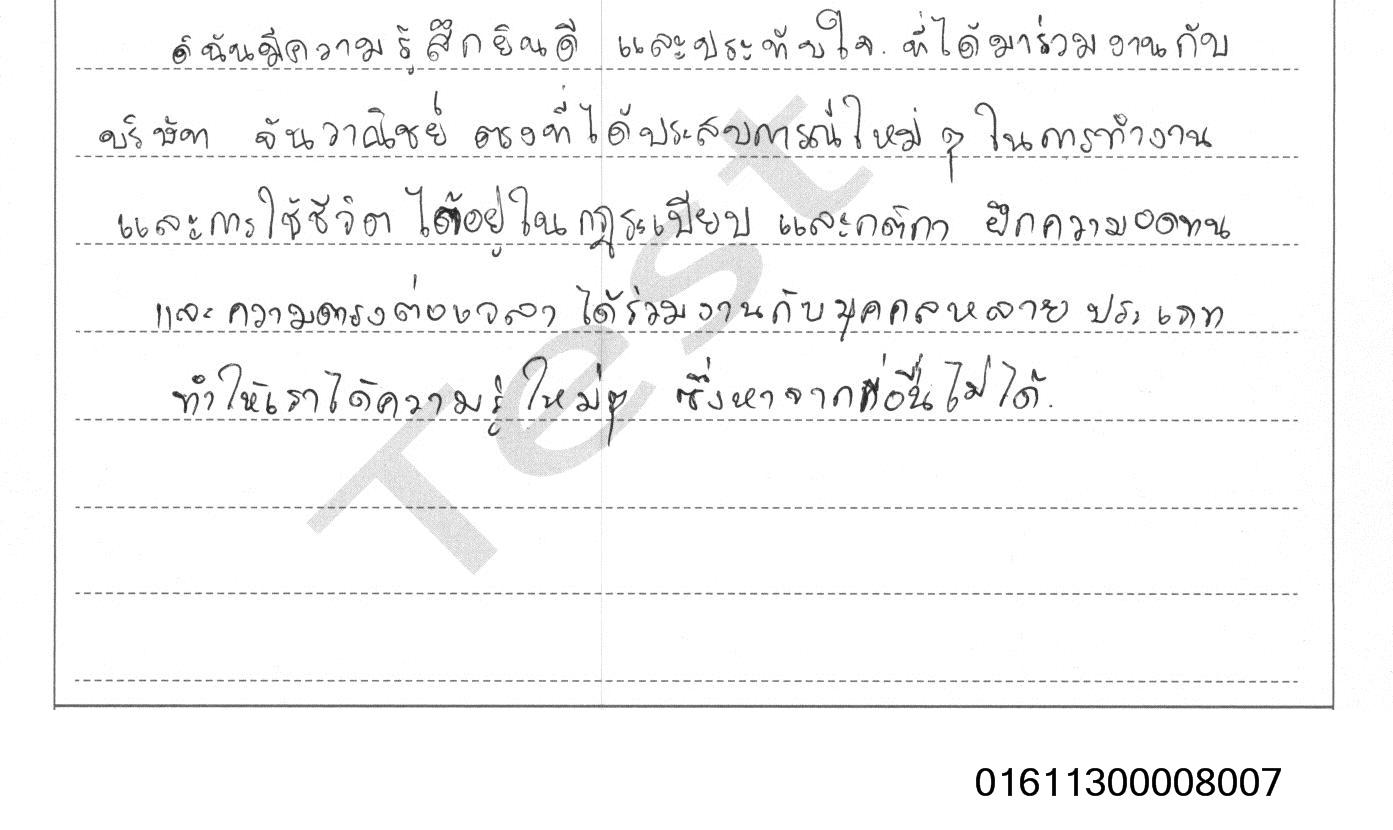 ดิฉันมีความรู้สึกยินดี และประทับใจ. ที่ได้มาร่วมงานกับ
บริษัท จันวาณิชย์ ตรงที่ได้ประสบการณ์ใหม่ ๆ ในการทำงาน
และการใช้ชีวิต ได้อยู่ในกฎระเบียบ และกติกา ฝึกความอดทน
และความตรงต่อเวลา ได้ร่วมงานกับบุคคลหลายประเภท
ทำให้เราได้ความรู้ใหม่ๆ ซึ่งหาจากที่อื่นไม่ได้.
Test
01611300008007